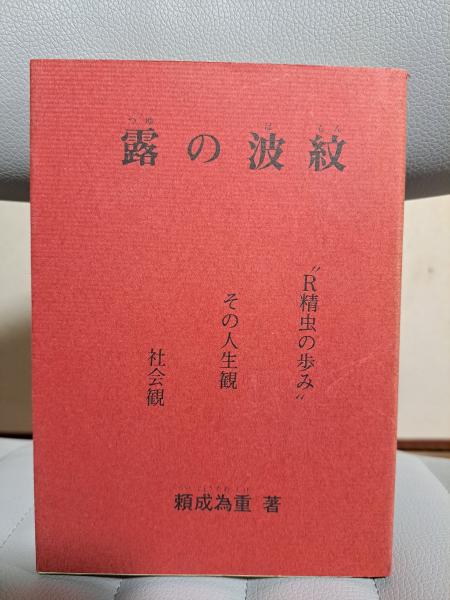 露の波紋
〝R精虫の歩み〟
その人生観
社会観
頼成為重 著